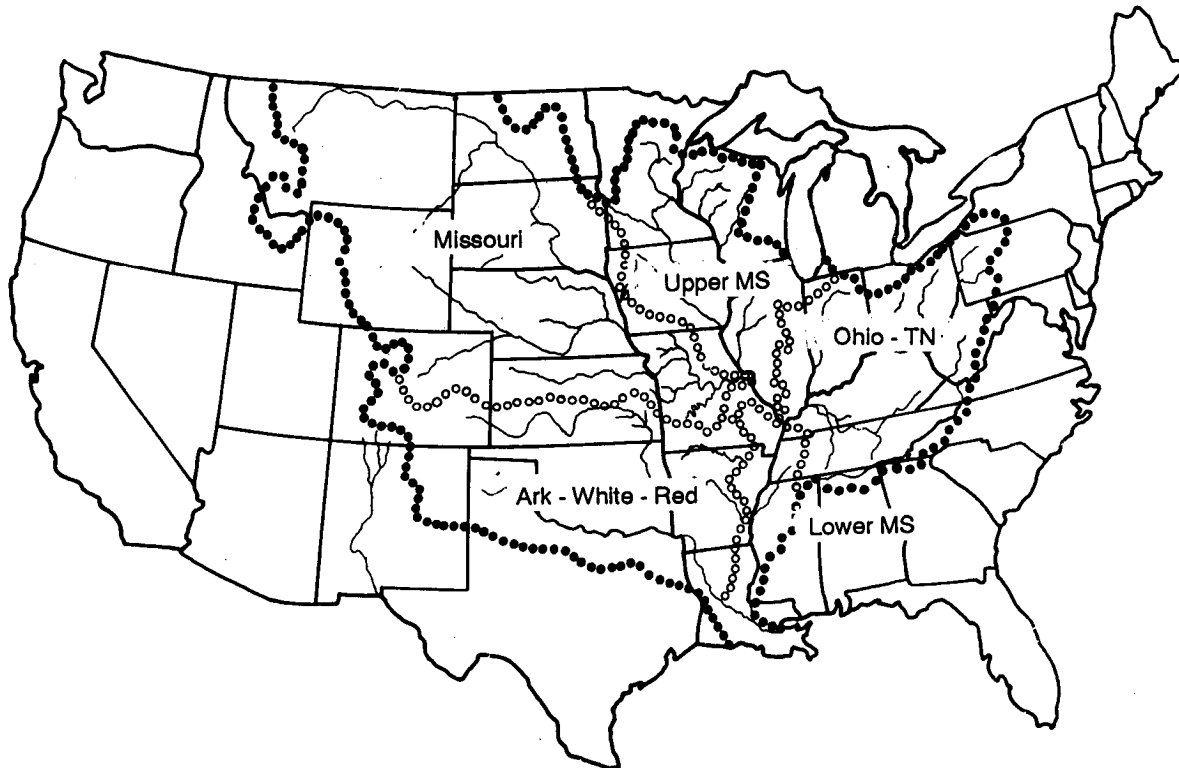 Missouri
Upper MS
Ohio - TN
Ark - White - Red
Lower MS